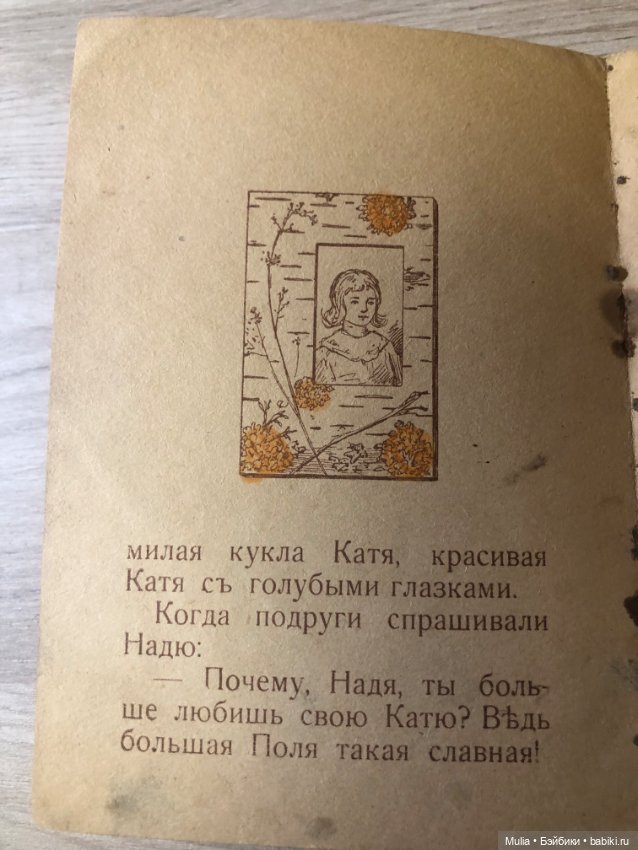 милая кукла Катя, красивая
Катя съ голубыми глазками.
Когда подруги спрашивали
Надю:
— Почему, Надя, ты боль-
ше любишь свою Катю? Вѣдь
большая Поля такая славная!
Mulia • Бэйбики • babiki.ru